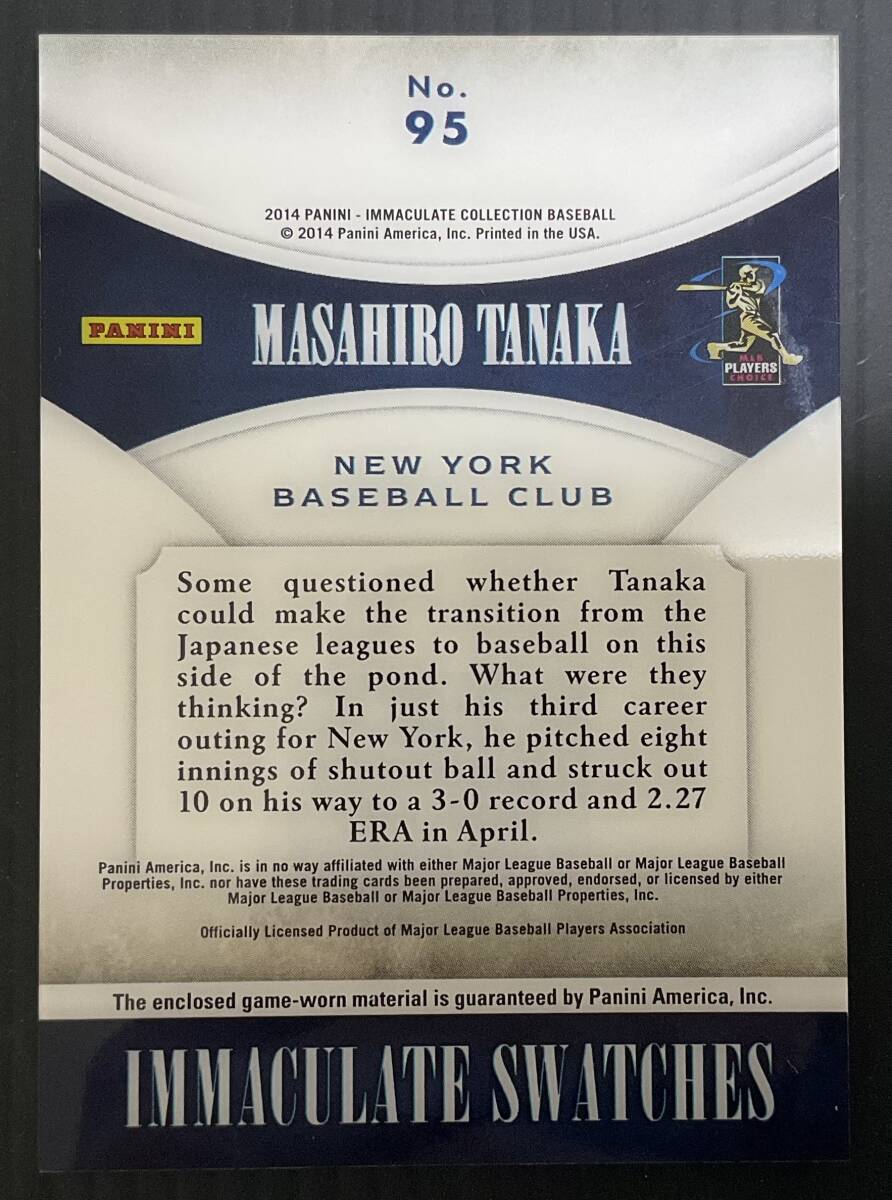 No.
95
2014 PANINI - IMMACULATE COLLECTION BASEBALL
© 2014 Panini America, Inc. Printed in the USA.
PANINI
MASAHIRO TANAKA
MLB
PLAYERS
CHOICE
NEW YORK
BASEBALL CLUB
Some questioned whether Tanaka
could make the transition from the
Japanese leagues to baseball on this
side of the pond. What were they
thinking? In just his third career
outing for New York, he pitched eight
innings of shutout ball and struck out
10 on his way to a 3-0 record and 2.27
ERA in April.
Panini America, Inc. is in no way affiliated with either Major League Baseball or Major League Baseball
Properties, Inc. nor have these trading cards been prepared, approved, endorsed, or licensed by either
Major League Baseball or Major League Baseball Properties, Inc.
Officially Licensed Product of Major League Baseball Players Association
The enclosed game-worn material is guaranteed by Panini America, Inc.
IMMACULATE SWATCHES